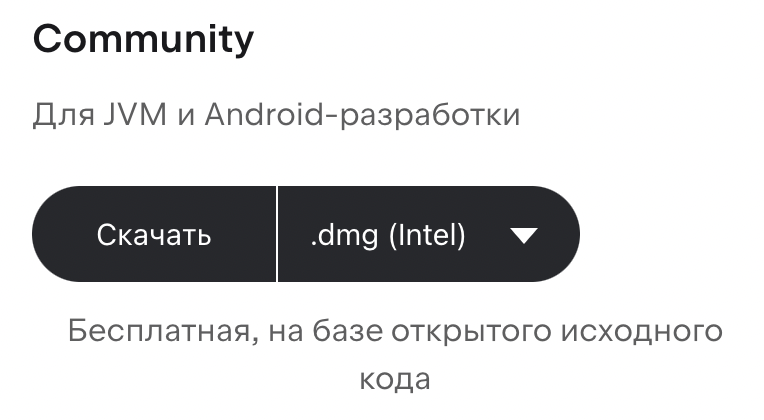 Community
Для JVM и Android-разработки
Скачать
.dmg (Intel)
Бесплатная, на базе открытого исходного
кода